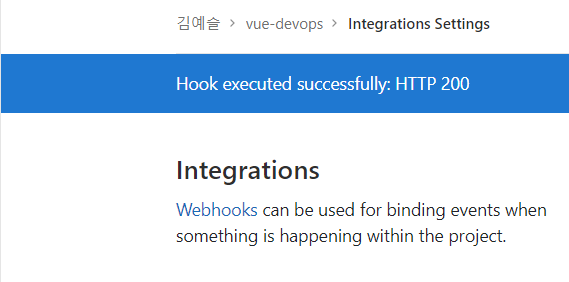 김예슬 > vue-devops > Integrations Settings
Hook executed successfully: HTTP 200
Integrations
Webhooks can be used for binding events when
something is happening within the project.